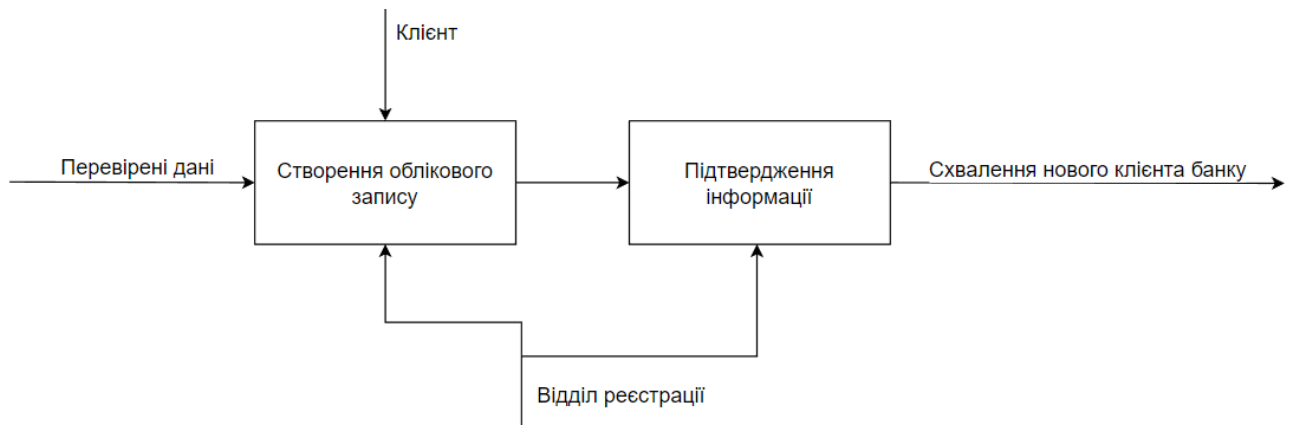 Клієнт
Перевірені дані
Створення облікового
запису
Підтвердження
інформації
Схвалення нового клієнта банку
Відділ реєстрації